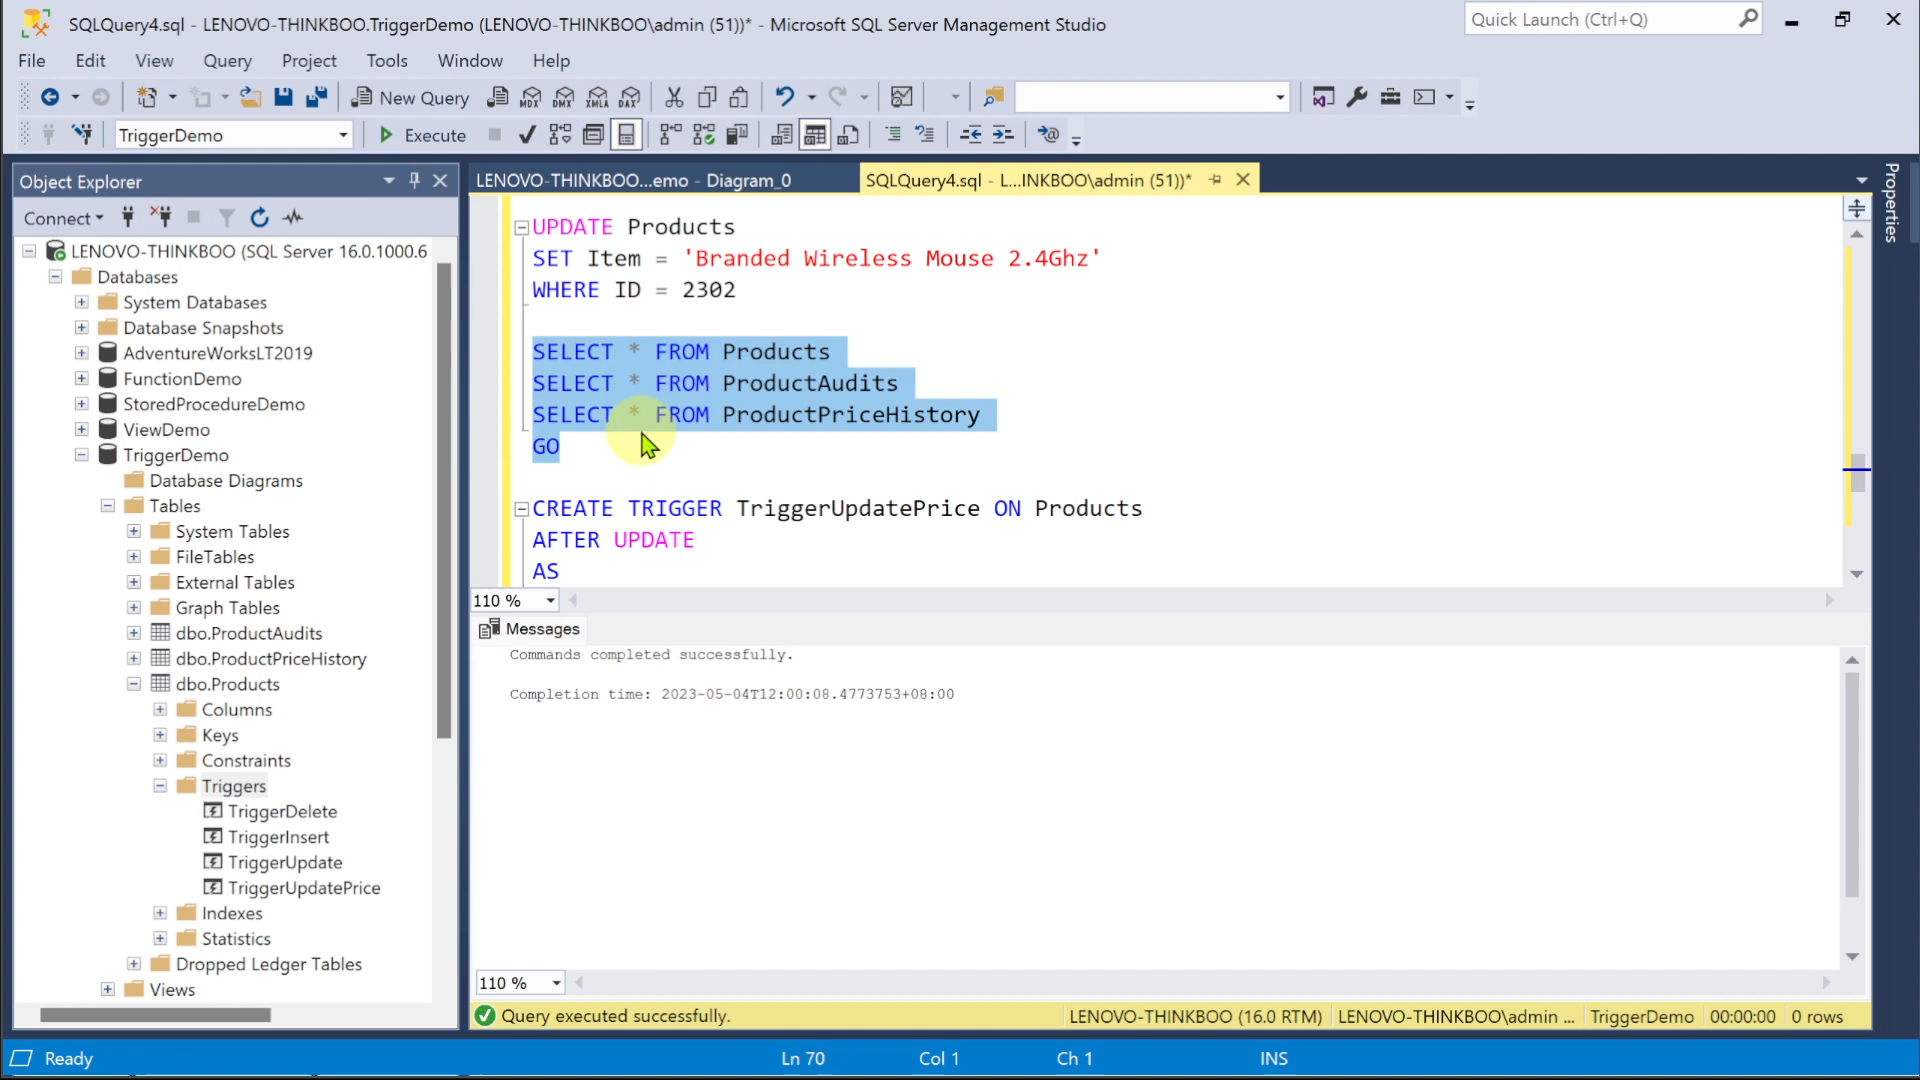 SQLQuery4.sql - LENOVO-THINKBOO.TriggerDemo (LENOVO-THINKBOO\admin (51))* - Microsoft SQL Server Management Studio
Quick Launch (Ctrl+Q)
File Edit View Query Project Tools Window Help
New Query MDX DMX XMLA DAX
TriggerDemo Execute
Object Explorer
Connect
LENOVO-THINKBOO (SQL Server 16.0.1000.6
Databases
System Databases
Database Snapshots
AdventureWorksLT2019
FunctionDemo
StoredProcedureDemo
ViewDemo
TriggerDemo
Database Diagrams
Tables
System Tables
FileTables
External Tables
Graph Tables
dbo.ProductAudits
dbo.ProductPriceHistory
dbo.Products
Columns
Keys
Constraints
Triggers
TriggerDelete
TriggerInsert
TriggerUpdate
TriggerUpdatePrice
Indexes
Statistics
Dropped Ledger Tables
Views
LENOVO-THINKBOO...emo - Diagram_0
SQLQuery4.sql - L...INKBOO\admin (51))*
UPDATE Products
SET Item = 'Branded Wireless Mouse 2.4Ghz'
WHERE ID = 2302
SELECT * FROM Products
SELECT * FROM ProductAudits
SELECT * FROM ProductPriceHistory
GO
CREATE TRIGGER TriggerUpdatePrice ON Products
AFTER UPDATE
AS
110 %
Messages
Commands completed successfully.
Completion time: 2023-05-04T12:00:08.4773753+08:00
110 %
Query executed successfully.
LENOVO-THINKBOO (16.0 RTM) LENOVO-THINKBOO\admin ... TriggerDemo 00:00:00 0 rows
Properties
Ready Ln 70 Col 1 Ch 1 INS